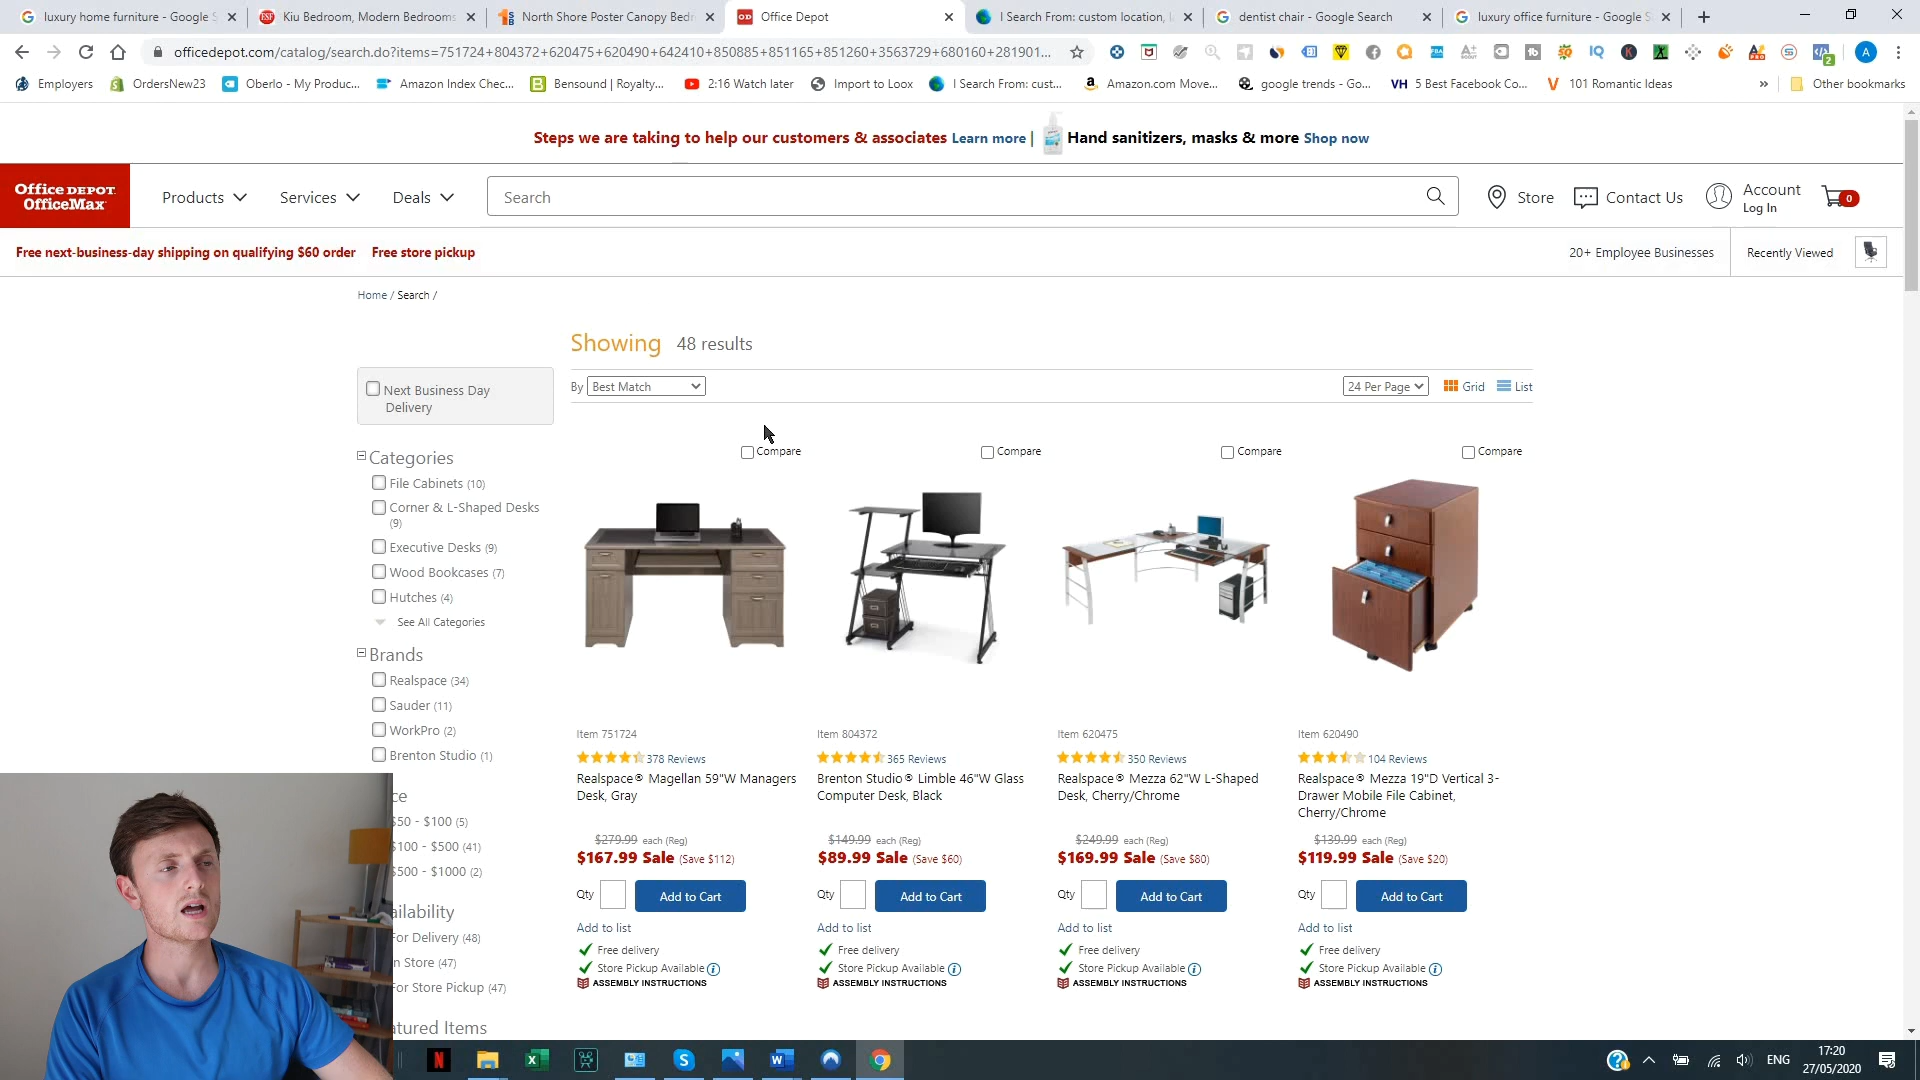 luxury home furniture - Google S
Kiu Bedroom, Modern Bedrooms
North Shore Poster Canopy Bedr
Office Depot
I Search From: custom location, l
dentist chair - Google Search
luxury office furniture - Google S
officedepot.com/catalog/search.do?items=751724+804372+620475+620490+642410+850885+851165+851260+3563729+680160+281901...
Employers
OrdersNew23
Oberlo - My Produc...
Amazon Index Chec...
Bensound | Royalty...
2:16 Watch later
Import to Loox
I Search From: cust...
Amazon.com Move...
google trends - Go...
VH 5 Best Facebook Co...
101 Romantic Ideas
Other bookmarks
Steps we are taking to help our customers & associates Learn more | Hand sanitizers, masks & more Shop now
Office DEPOT
OfficeMax
Products
Services
Deals
Search
Store
Contact Us
Account
Log In
0
Free next-business-day shipping on qualifying $60 order
Free store pickup
20+ Employee Businesses
Recently Viewed
Home / Search /
Showing 48 results
By Best Match
24 Per Page
Grid
List
Next Business Day
Delivery
Categories
File Cabinets (10)
Corner & L-Shaped Desks
(9)
Executive Desks (9)
Wood Bookcases (7)
Hutches (4)
See All Categories
Brands
Realspace (34)
Sauder (11)
WorkPro (2)
Brenton Studio (1)
ce
$50 - $100 (5)
$100 - $500 (41)
$500 - $1000 (2)
ailability
For Delivery (48)
n Store (47)
For Store Pickup (47)
atured Items
Compare
Compare
Compare
Compare
Item 751724
378 Reviews
Realspace® Magellan 59"W Managers
Desk, Gray
$279.99 each (Reg)
$167.99 Sale (Save $112)
Qty
Add to Cart
Add to list
Free delivery
Store Pickup Available
ASSEMBLY INSTRUCTIONS
Item 804372
365 Reviews
Brenton Studio® Limble 46"W Glass
Computer Desk, Black
$149.99 each (Reg)
$89.99 Sale (Save $60)
Qty
Add to Cart
Add to list
Free delivery
Store Pickup Available
ASSEMBLY INSTRUCTIONS
Item 620475
350 Reviews
Realspace® Mezza 62"W L-Shaped
Desk, Cherry/Chrome
$249.99 each (Reg)
$169.99 Sale (Save $80)
Qty
Add to Cart
Add to list
Free delivery
Store Pickup Available
ASSEMBLY INSTRUCTIONS
Item 620490
104 Reviews
Realspace® Mezza 19"D Vertical 3-
Drawer Mobile File Cabinet,
Cherry/Chrome
$139.99 each (Reg)
$119.99 Sale (Save $20)
Qty
Add to Cart
Add to list
Free delivery
Store Pickup Available
ASSEMBLY INSTRUCTIONS
ENG
17:20
27/05/2020